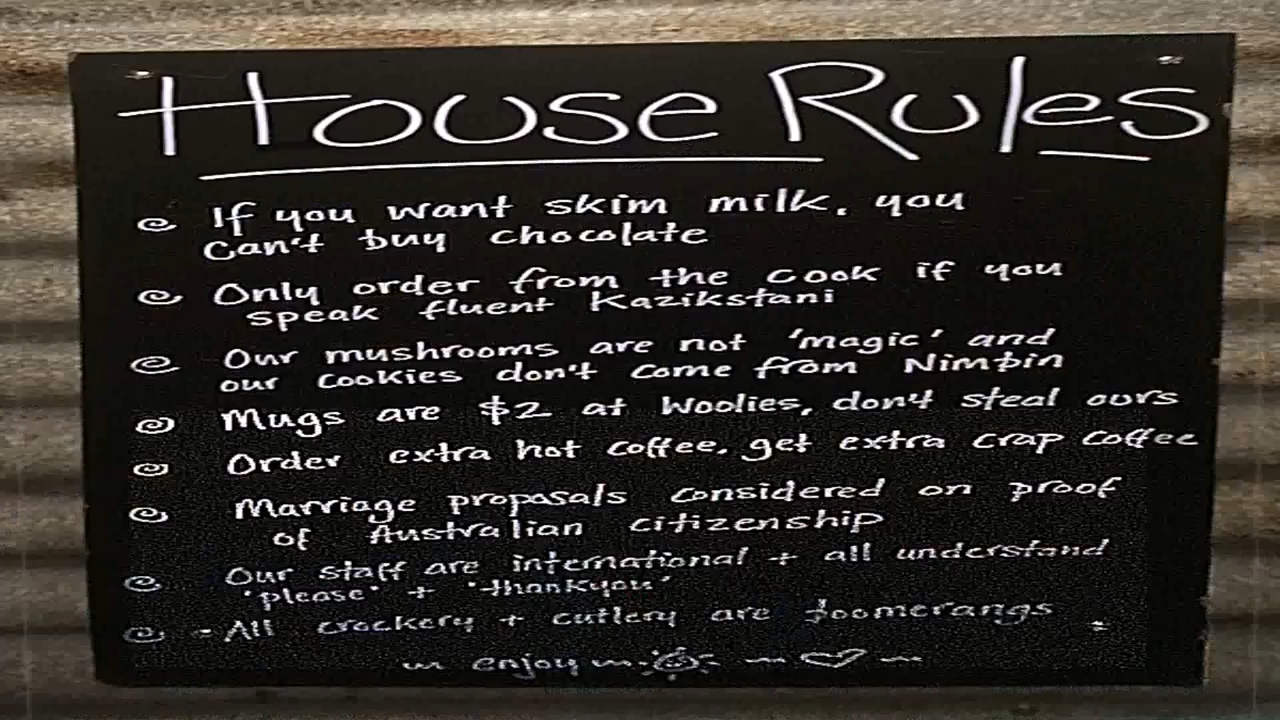 House Rules
If you want skim milk, you
can't buy chocolate
Only order from the cook if you
speak fluent Kazikstani
Our mushrooms are not 'magic' and
our cookies don't come from Nimbin
Mugs are $2 at Woolies, don't steal ours
Order extra hot coffee, get extra crap coffee
Marriage proposals considered on proof
of Australian citizenship
Our staff are international + all understand
'please' + 'thankyou'
- All crockery + cutlery are boomerangs
enjoy